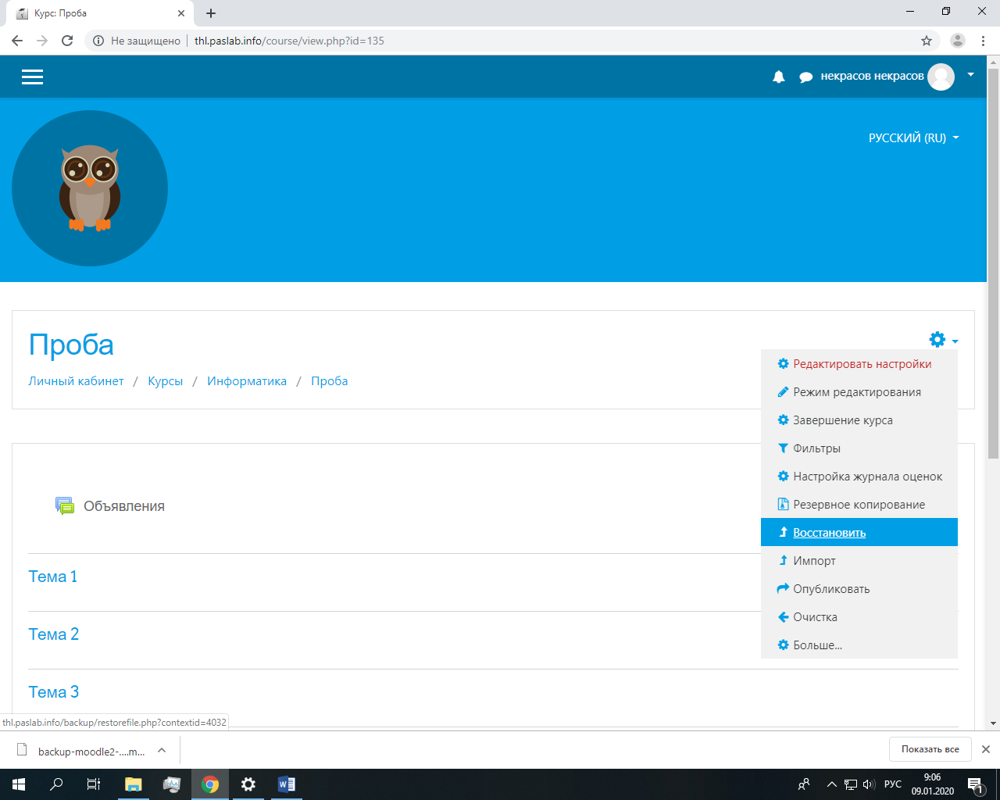 Курс: Проба
Не защищено
thl.paslab.info/course/view.php?id=135
некрасов некрасов
РУССКИЙ (RU)
Проба
Личный кабинет / Курсы / Информатика / Проба
Редактировать настройки
Режим редактирования
Завершение курса
Фильтры
Настройка журнала оценок
Резервное копирование
Восстановить
Импорт
Опубликовать
Очистка
Больше...
Объявления
Тема 1
Тема 2
Тема 3
thl.paslab.info/backup/restorefile.php?contextid=4032
backup-moodle2-....m...
Показать все
РУС
9:06
09.01.2020
1